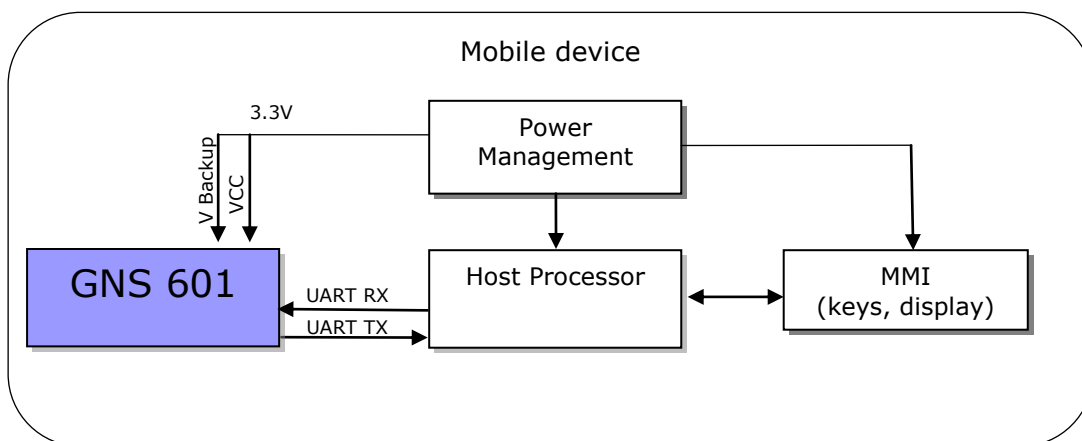 Mobile device
3.3V
Power
Management
V Backup
VCC
GNS 601
Host Processor
MMI
(keys, display)
UART RX
UART TX